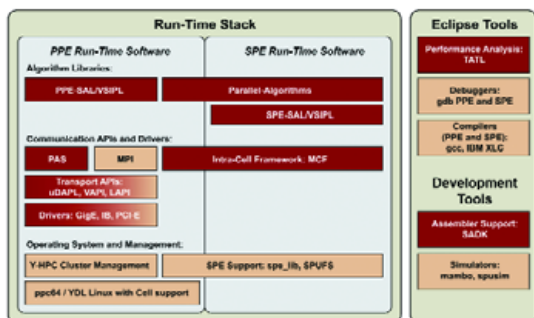 Run-Time Stack
PPE Run-Time Software
SPE Run-Time Software
Algorithm Libraries:
PPE-SAL/VSIPL
Parallel-Algorithms
SPE-SAL/VSIPL
Communication APIs and Drivers:
PAS
MPI
Intra-Cell Framework: MCF
Transport APIs:
uDAPL, VAPI, LAPI
Drivers: GigE, IB, PCI-E
Operating System and Management:
Y-HPC Cluster Management
SPE Support: spe_lib, SPUFS
ppc64 / YDL Linux with Cell support
Eclipse Tools
Performance Analysis:
TATL
Debuggers:
gdb PPE and SPE
Compilers
(PPE and SPE):
gcc, IBM XLC
Development
Tools
Assembler Support:
SADK
Simulators:
mambo, spusim